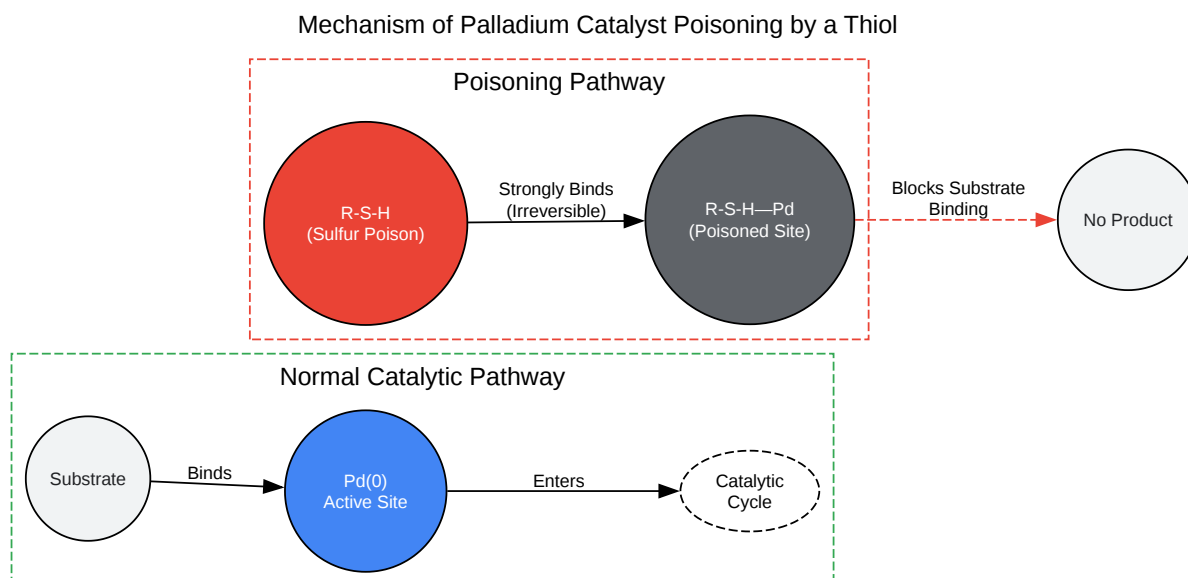 Mechanism of Palladium Catalyst Poisoning by a Thiol
Poisoning Pathway
R-S-H
(Sulfur Poison)
Strongly Binds
(Irreversible)
R-S-H—Pd
(Poisoned Site)
Blocks Substrate
Binding
No Product
Normal Catalytic Pathway
Substrate
Binds
Pd(0)
Active Site
Enters
Catalytic
Cycle